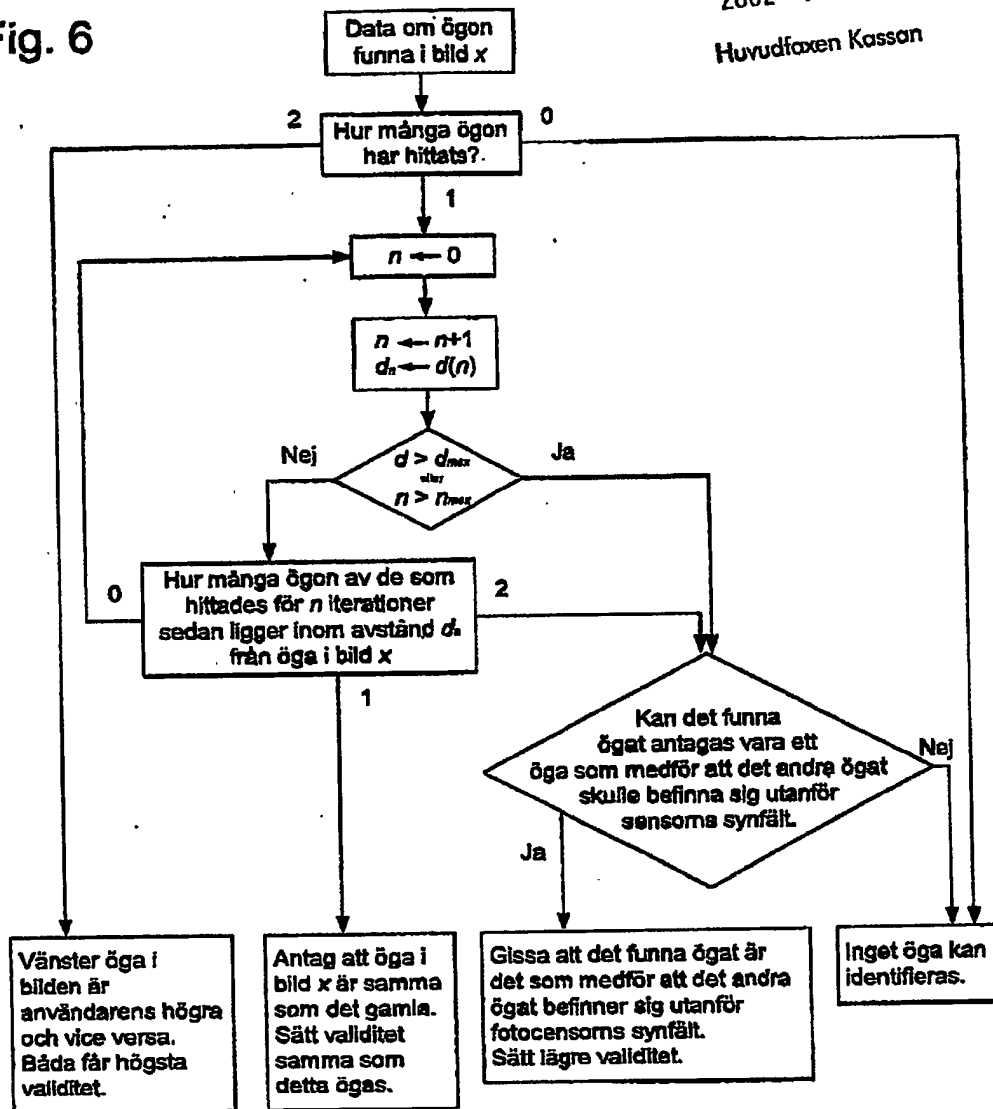 Fig. 6
Huvudfaxen Kassan
Data om ögon
funna i bild x
2
Hur många ögon
har hittats?
0
1
n ← 0
n ← n+1
dn ← d(n)
Nej
d > dmax
eller
n > nmax
Ja
0
Hur många ögon av de som
hittades för n iterationer
sedan ligger inom avstånd dn
från öga i bild x
2
1
Kan det funna
ögat antagas vara ett
öga som medför att det andra ögat
skulle befinna sig utanför
sensorns synfält.
Nej
Ja
Vänster öga i
bilden är
användarens högra
och vice versa.
Båda får högsta
validitet.
Antag att öga i
bild x är samma
som det gamla.
Sätt validitet
samma som
detta ögas.
Gissa att det funna ögat är
det som medför att det andra
ögat befinner sig utanför
fotocensorns synfält.
Sätt lägre validitet.
Inget öga kan
identifieras.